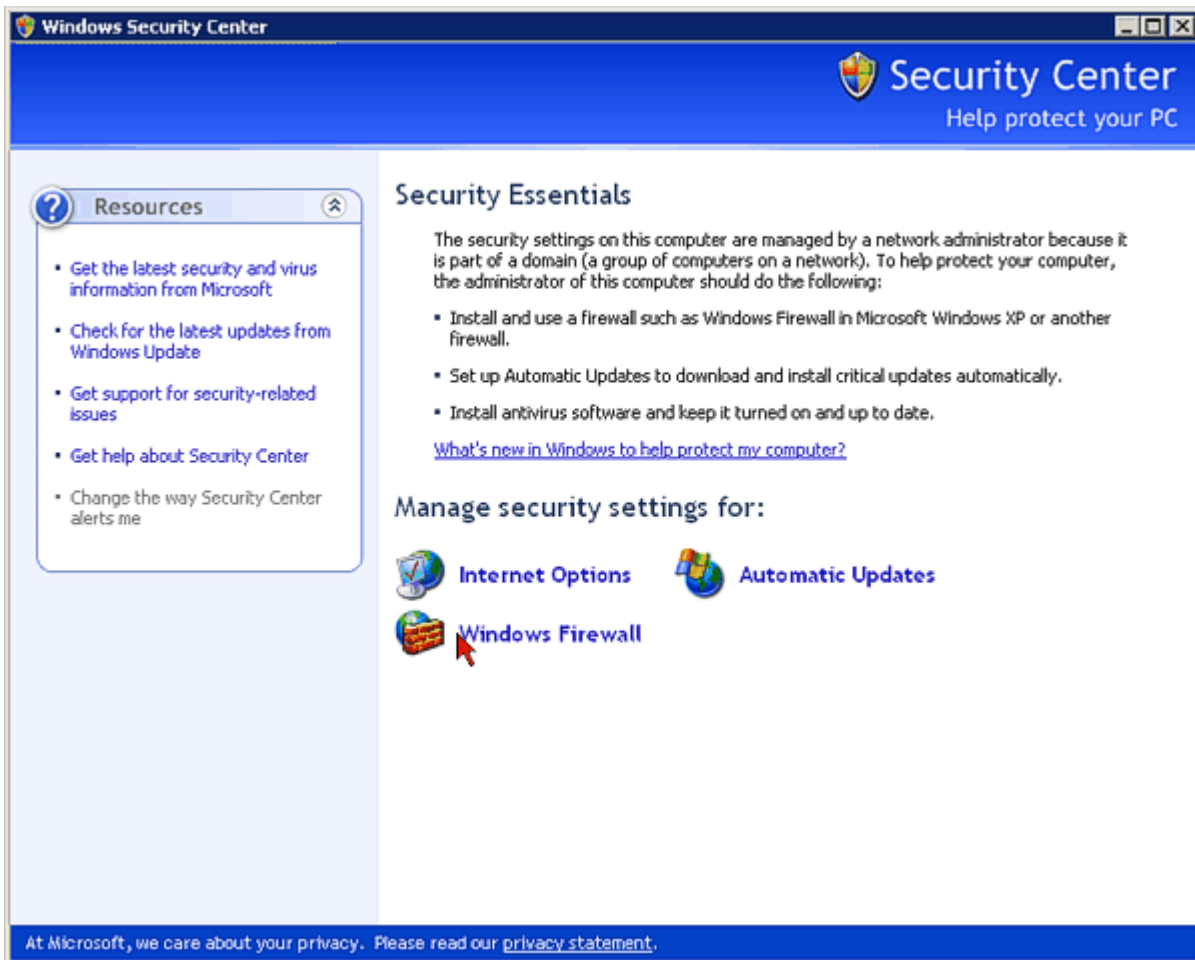 Windows Security Center
Security Center
Help protect your PC
Resources
Get the latest security and virus
information from Microsoft
Check for the latest updates from
Windows Update
Get support for security-related
issues
Get help about Security Center
Change the way Security Center
alerts me
Security Essentials
The security settings on this computer are managed by a network administrator because it
is part of a domain (a group of computers on a network). To help protect your computer,
the administrator of this computer should do the following:
Install and use a firewall such as Windows Firewall in Microsoft Windows XP or another
firewall.
Set up Automatic Updates to download and install critical updates automatically.
Install antivirus software and keep it turned on and up to date.
What's new in Windows to help protect my computer?
Manage security settings for:
Internet Options
Automatic Updates
Windows Firewall
At Microsoft, we care about your privacy. Please read our privacy statement.